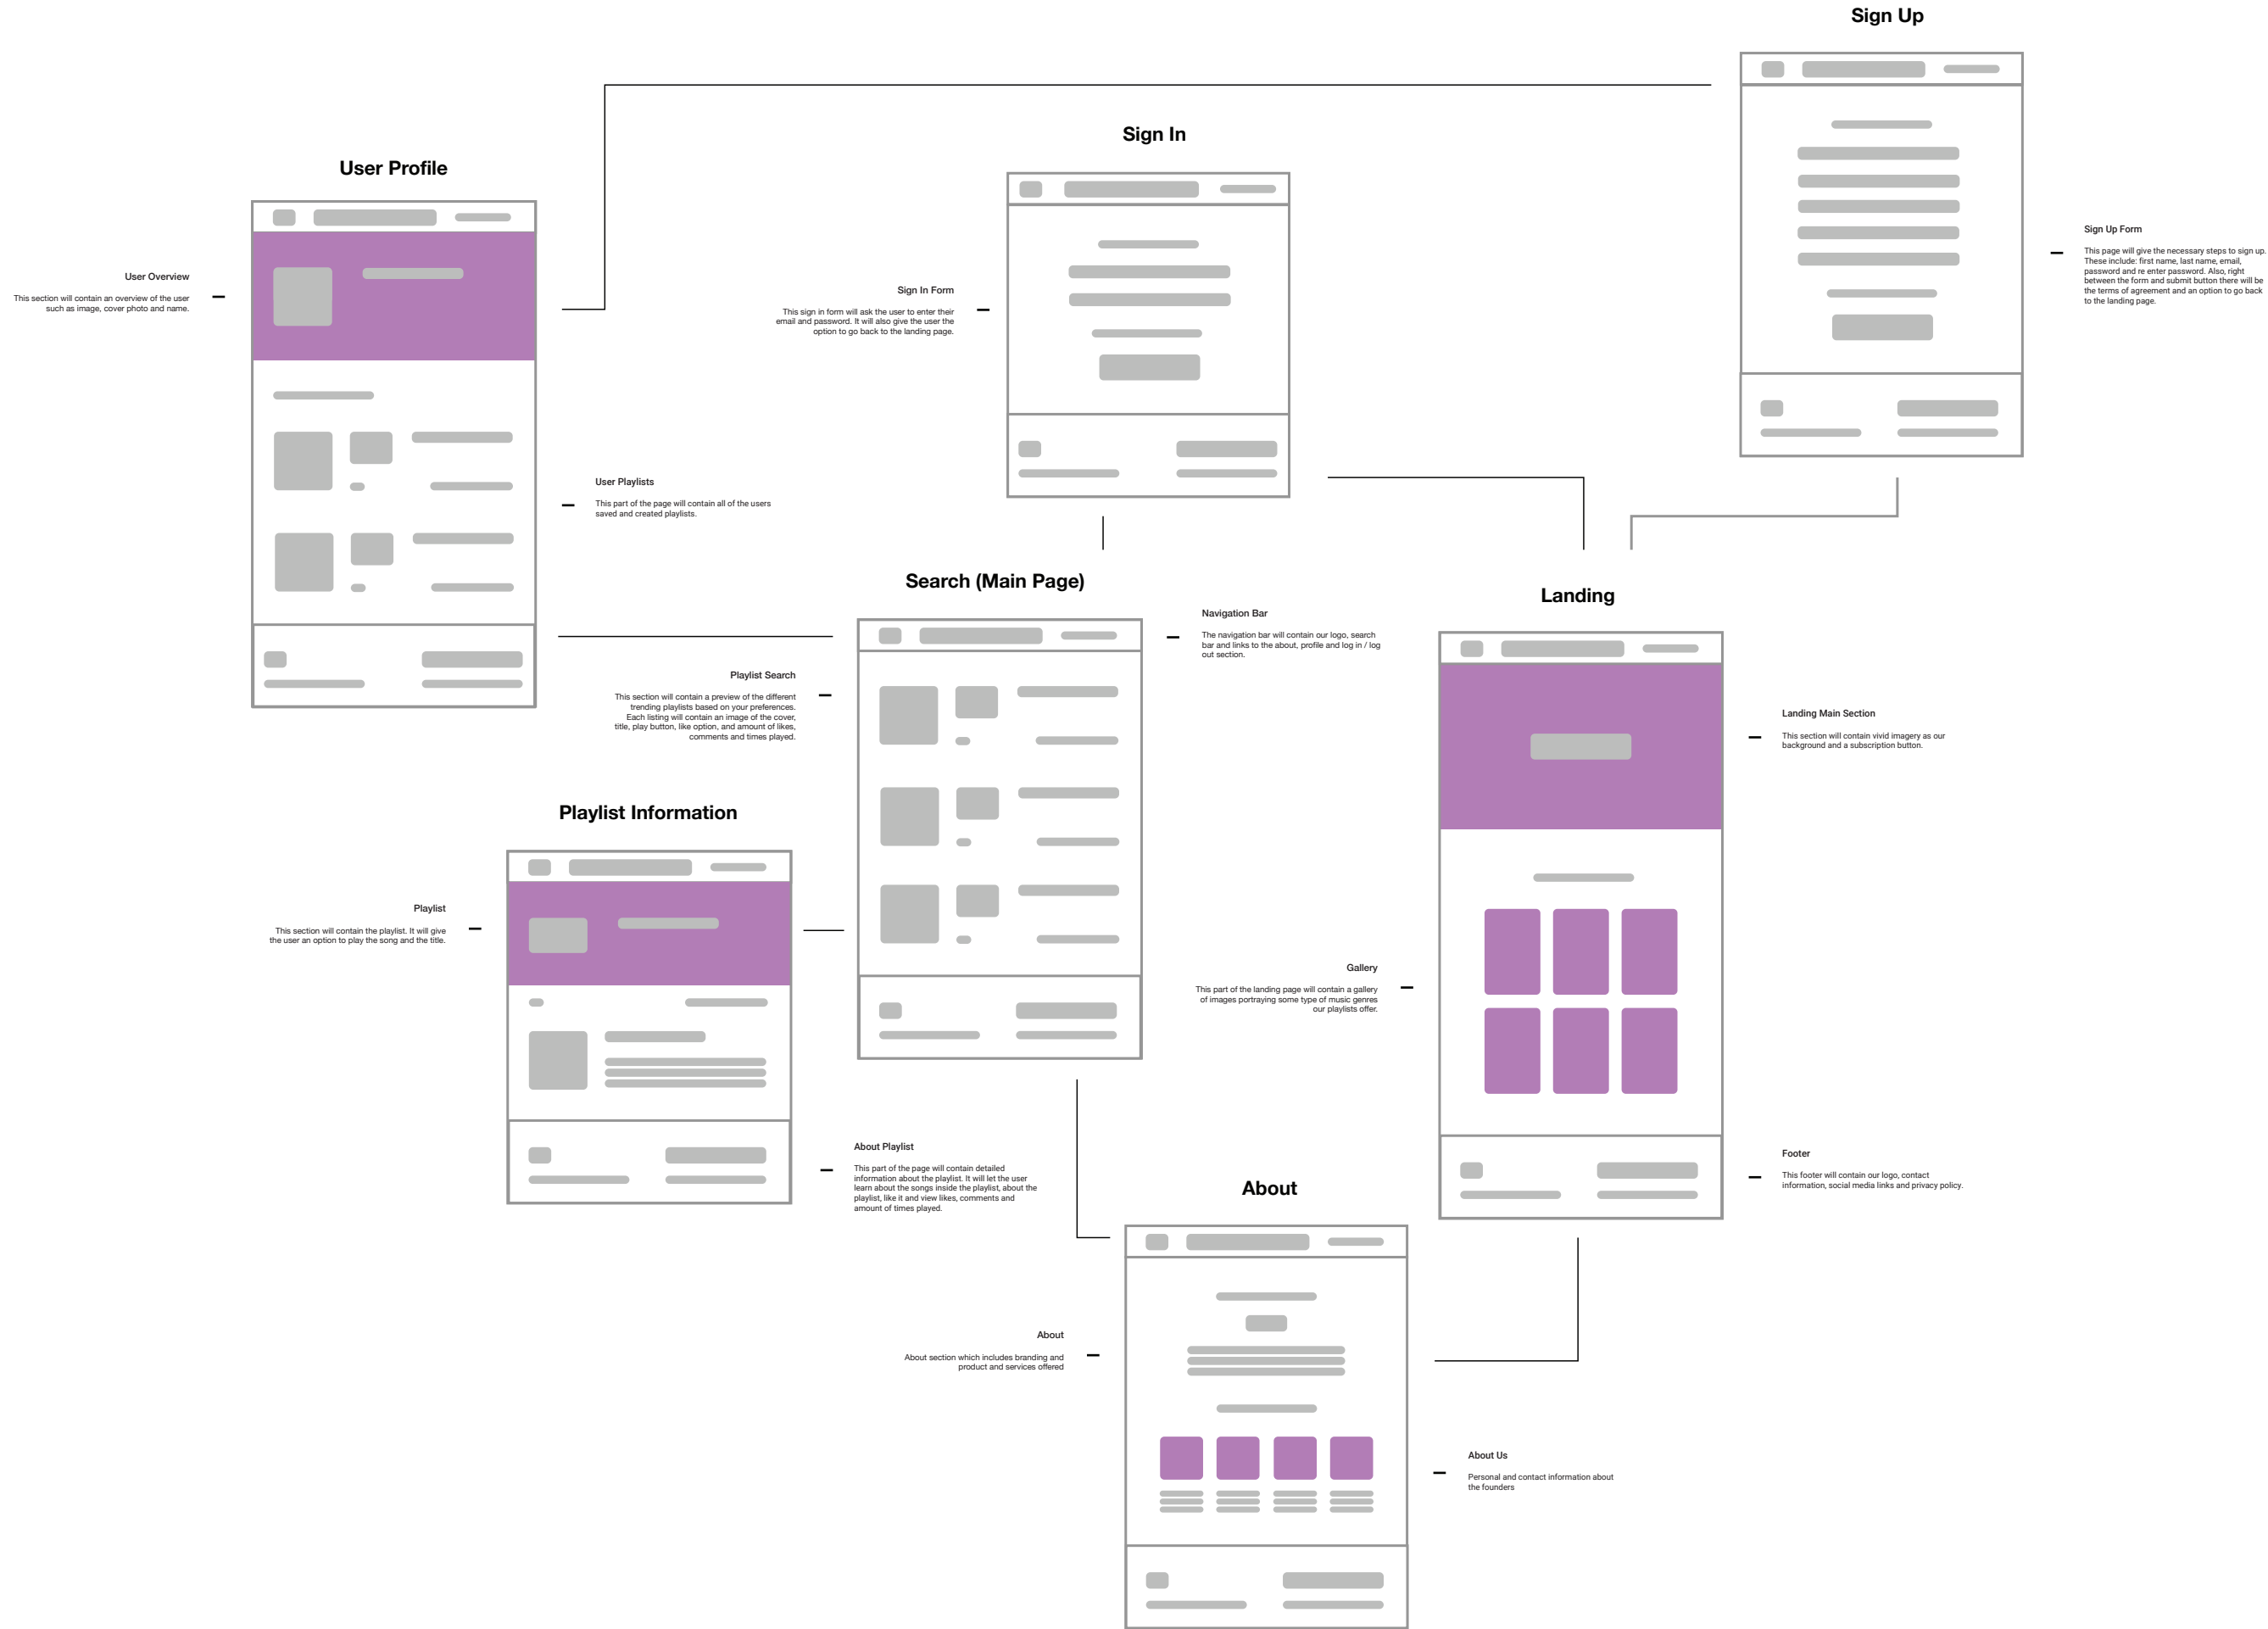 Sign Up
Sign In
User Profile
Sign Up Form
This page will give the necessary steps to sign up.
These include: first name, last name, email,
password and re enter password. Also, right
between the form and submit button there will be
the terms of agreement and an option to go back
to the landing page.
User Overview
This section will contain an overview of the user
such as image, cover photo and name.
Sign In Form
This sign in form will ask the user to enter their
email and password. It will also give the user the
option to go back to the landing page.
User Playlists
This part of the page will contain all of the users
saved and created playlists.
Search (Main Page)
Landing
Navigation Bar
The navigation bar will contain our logo, search
bar and links to the about, profile and log in / log
out section.
Playlist Search
This section will contain a preview of the different
trending playlists based on your preferences.
Each listing will contain an image of the cover,
title, play button, like option, and amount of likes,
comments and times played.
Landing Main Section
This section will contain vivid imagery as our
background and a subscription button.
Playlist Information
Playlist
This section will contain the playlist. It will give
the user an option to play the song and the title.
Gallery
This part of the landing page will contain a gallery
of images portraying some type of music genres
our playlists offer.
About Playlist
This part of the page will contain detailed
information about the playlist. It will let the user
learn about the songs inside the playlist, about the
playlist, like it and view likes, comments and
amount of times played.
Footer
This footer will contain our logo, contact
information, social media links and privacy policy.
About
About
About section which includes branding and
product and services offered
About Us
Personal and contact information about
the founders